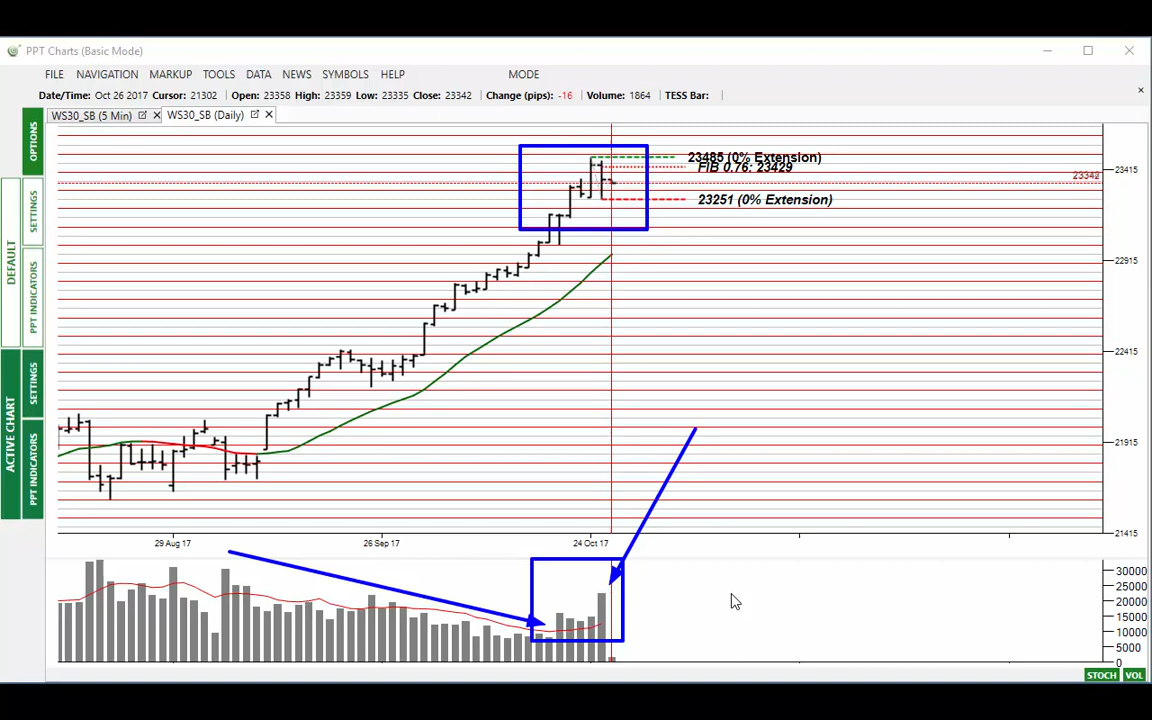 PPT Charts (Basic Mode)
FILE NAVIGATION MARKUP TOOLS DATA NEWS SYMBOLS HELP MODE
Date/Time: Oct 26 2017 Cursor: 21302 Open: 23358 High: 23359 Low: 23335 Close: 23342 Change (pips): -16 Volume: 1864 TESS Bar:
WS30_SB (5 Min) WS30_SB (Daily)
OPTIONS
SETTINGS
PPT INDICATORS
DEFAULT
SETTINGS
PPT INDICATORS
ACTIVE CHART
23485 (0% Extension)
FIB 0.76: 23429
23251 (0% Extension)
23415
23342
22915
22415
21915
21415
29 Aug 17 26 Sep 17 24 Oct 17
30000
25000
20000
15000
10000
5000
0
STOCH VOL